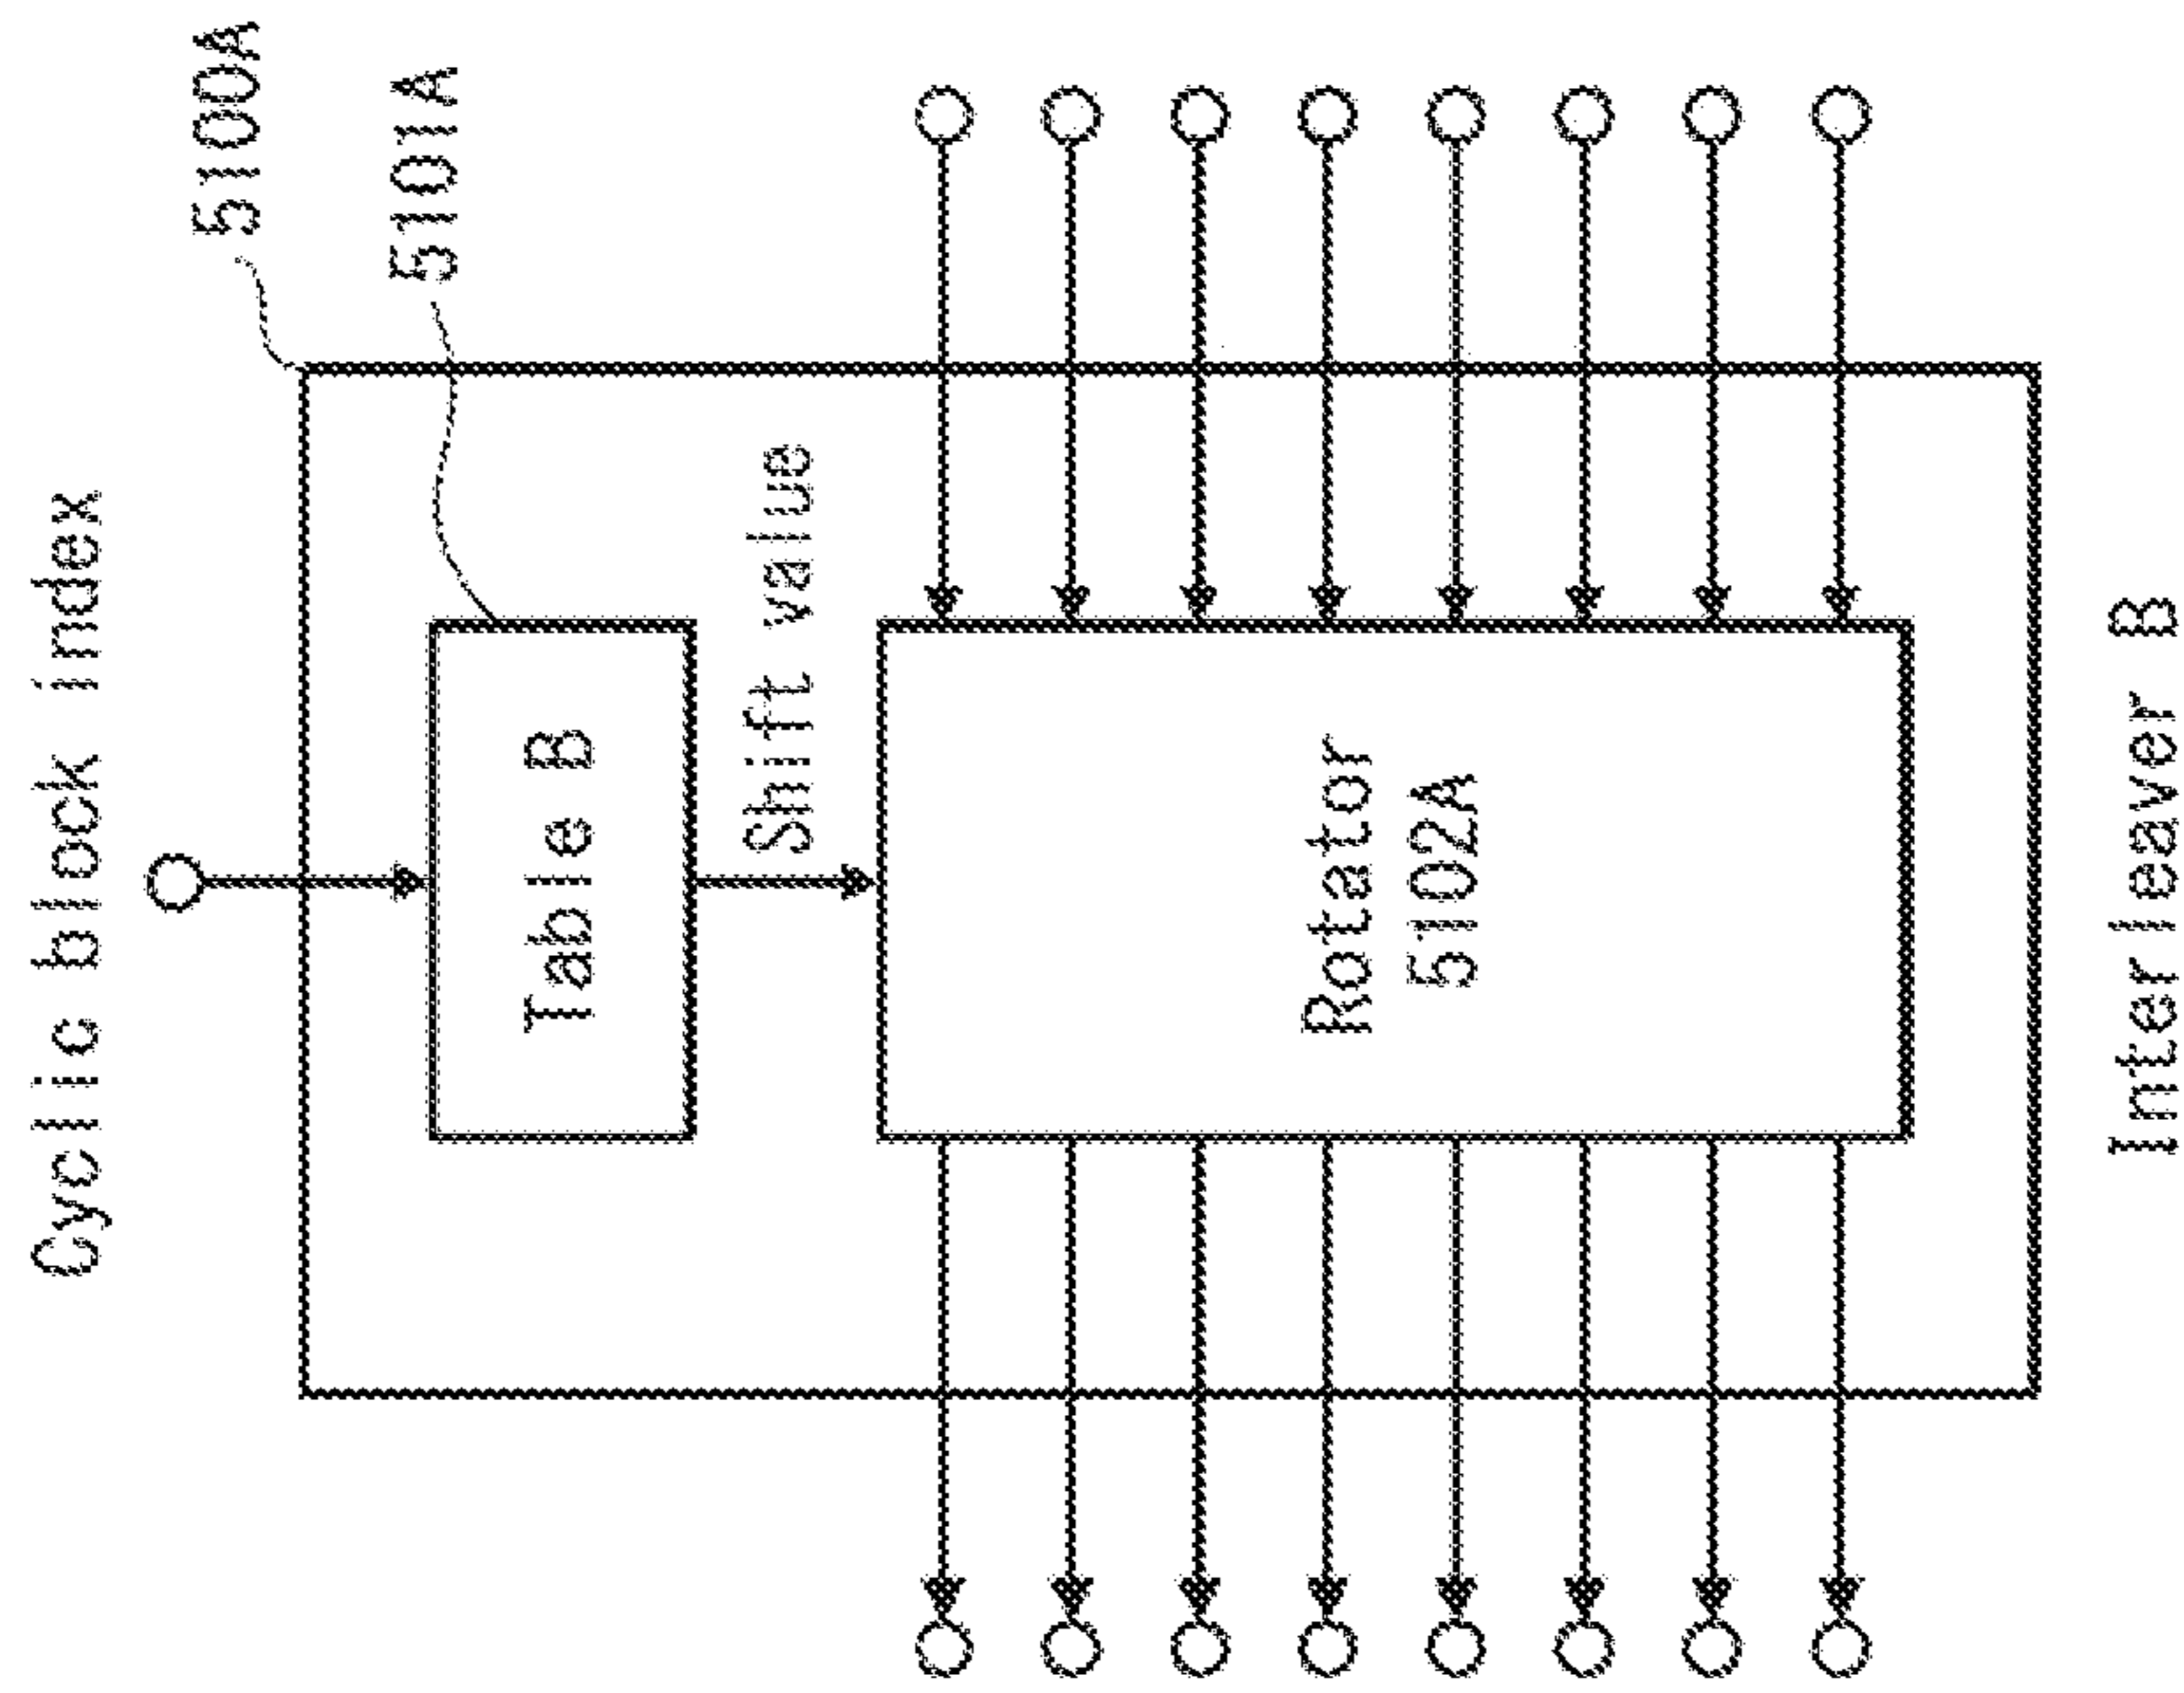 Cyclic block index
5100A
5101A
Table B
Shift value
Rotator
5102A
Interleaver B